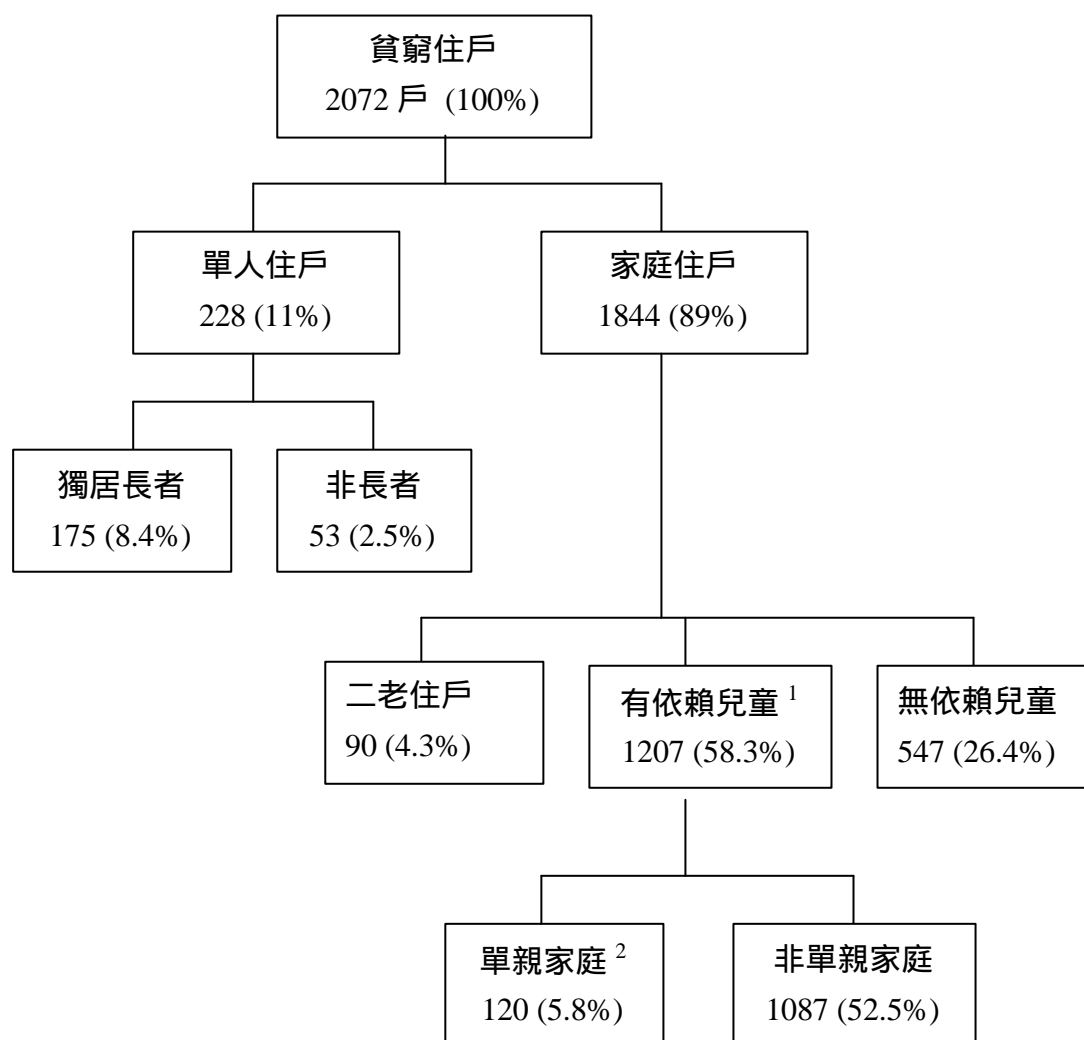 貧窮住戶
2072 戶 (100%)
單人住戶
228 (11%)
家庭住戶
1844 (89%)
獨居長者
175 (8.4%)
非長者
53 (2.5%)
二老住戶
90 (4.3%)
有依賴兒童 1
1207 (58.3%)
無依賴兒童
547 (26.4%)
單親家庭 2
120 (5.8%)
非單親家庭
1087 (52.5%)